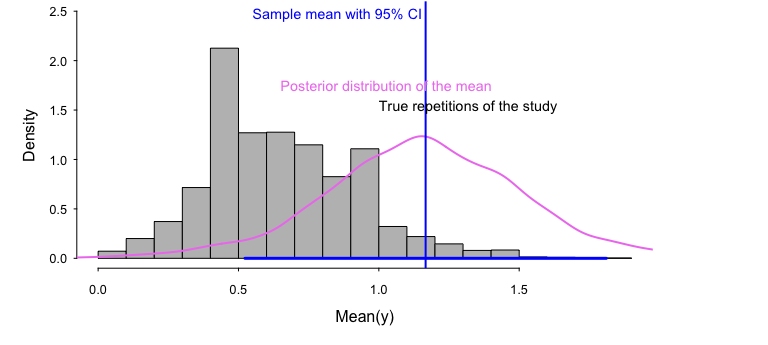 2.5
Sample mean with 95% CI
2.0
Posterior distribution of the mean
1.5
True repetitions of the study
Density
1.0
0.5
0.0
0.0 0.5 1.0 1.5
Mean(y)